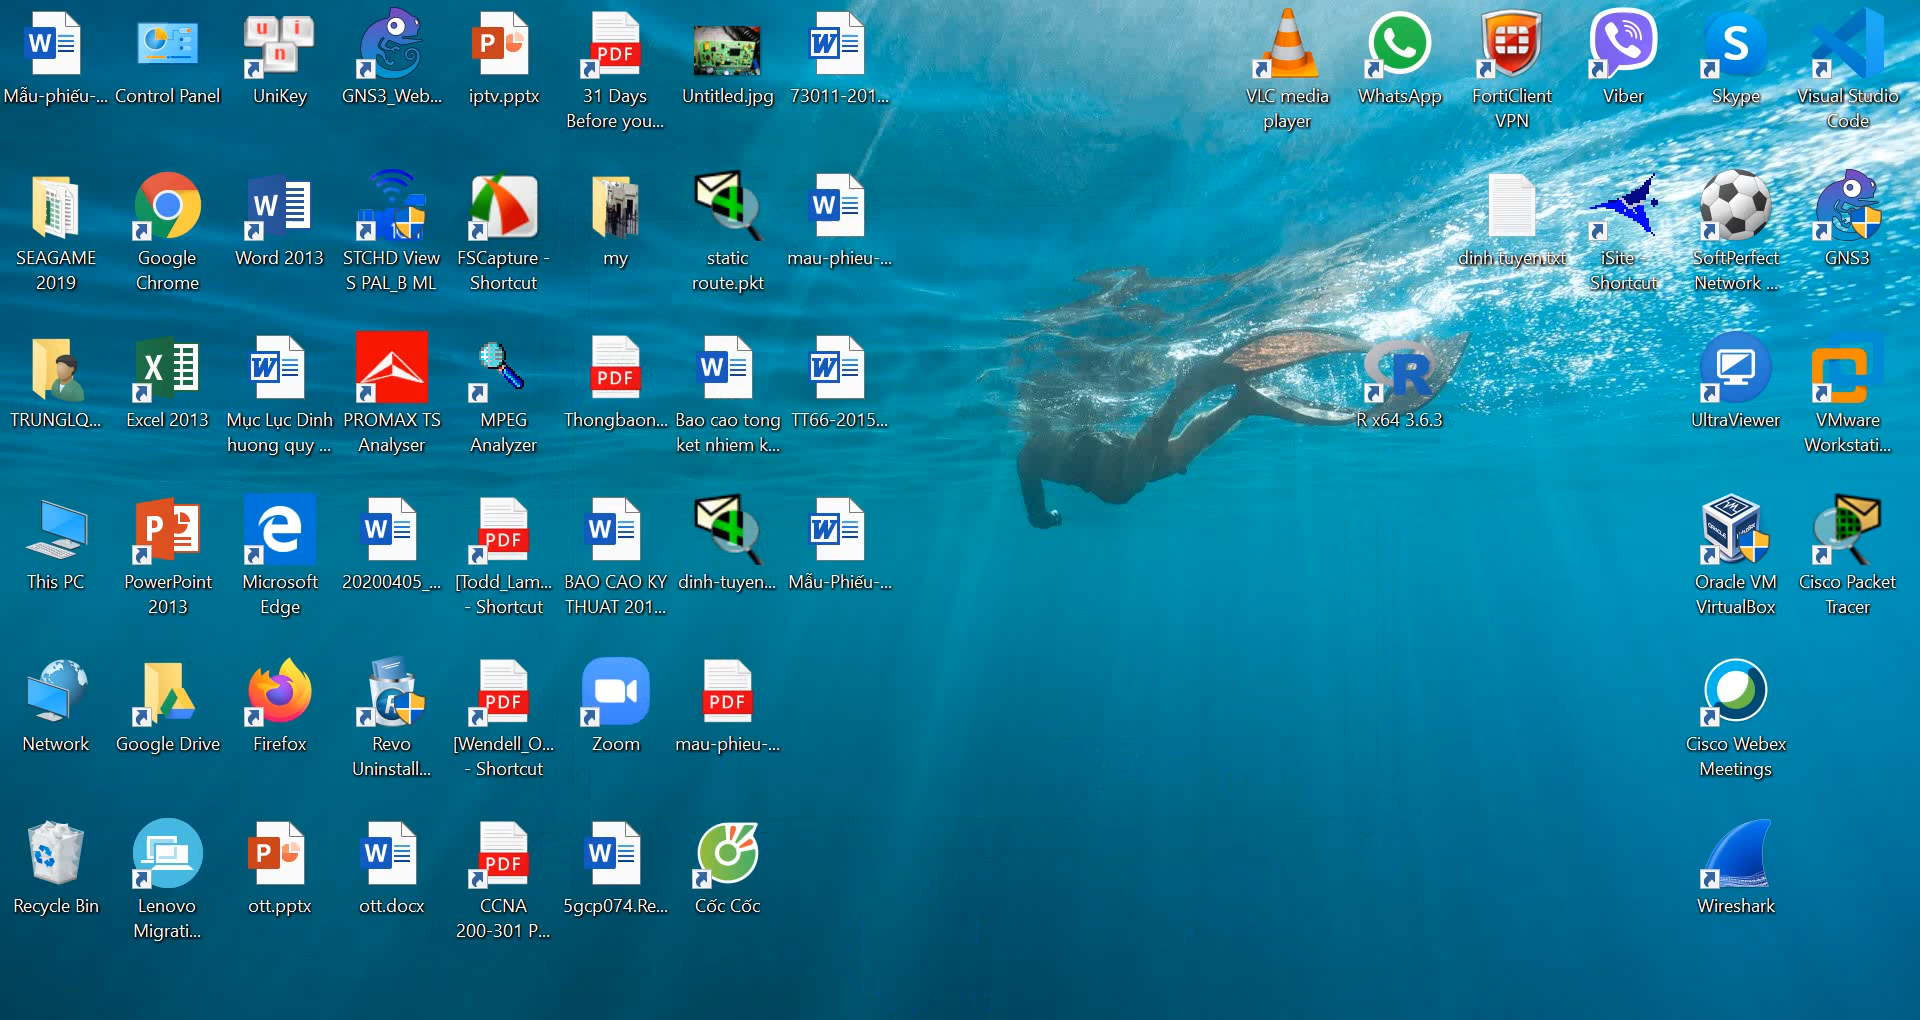 Mẫu-phiếu-...
Control Panel
UniKey
GNS3_Web...
iptv.pptx
31 Days
Before you...
Untitled.jpg
73011-201...
VLC media
player
WhatsApp
FortiClient
VPN
Viber
Skype
Visual Studio
Code
SEAGAME
2019
Google
Chrome
Word 2013
STCHD View
S PAL_B ML
FSCapture -
Shortcut
my
static
route.pkt
mau-phieu-...
dinh tuyen.txt
iSite -
Shortcut
SoftPerfect
Network ...
GNS3
TRUNGLQ...
Excel 2013
Mục Lục Dinh
huong quy ...
PROMAX TS
Analyser
MPEG
Analyzer
Thongbaon...
Bao cao tong
ket nhiem k...
TT66-2015...
R x64 3.6.3
UltraViewer
VMware
Workstati...
This PC
PowerPoint
2013
Microsoft
Edge
20200405_...
[Todd_Lam...
- Shortcut
BAO CAO KY
THUAT 201...
dinh-tuyen...
Mẫu-Phiếu-...
Oracle VM
VirtualBox
Cisco Packet
Tracer
Network
Google Drive
Firefox
Revo
Uninstall...
[Wendell_O...
- Shortcut
Zoom
mau-phieu-...
Cisco Webex
Meetings
Recycle Bin
Lenovo
Migrati...
ott.pptx
ott.docx
CCNA
200-301 P...
5gcp074.Re...
Cốc Cốc
Wireshark